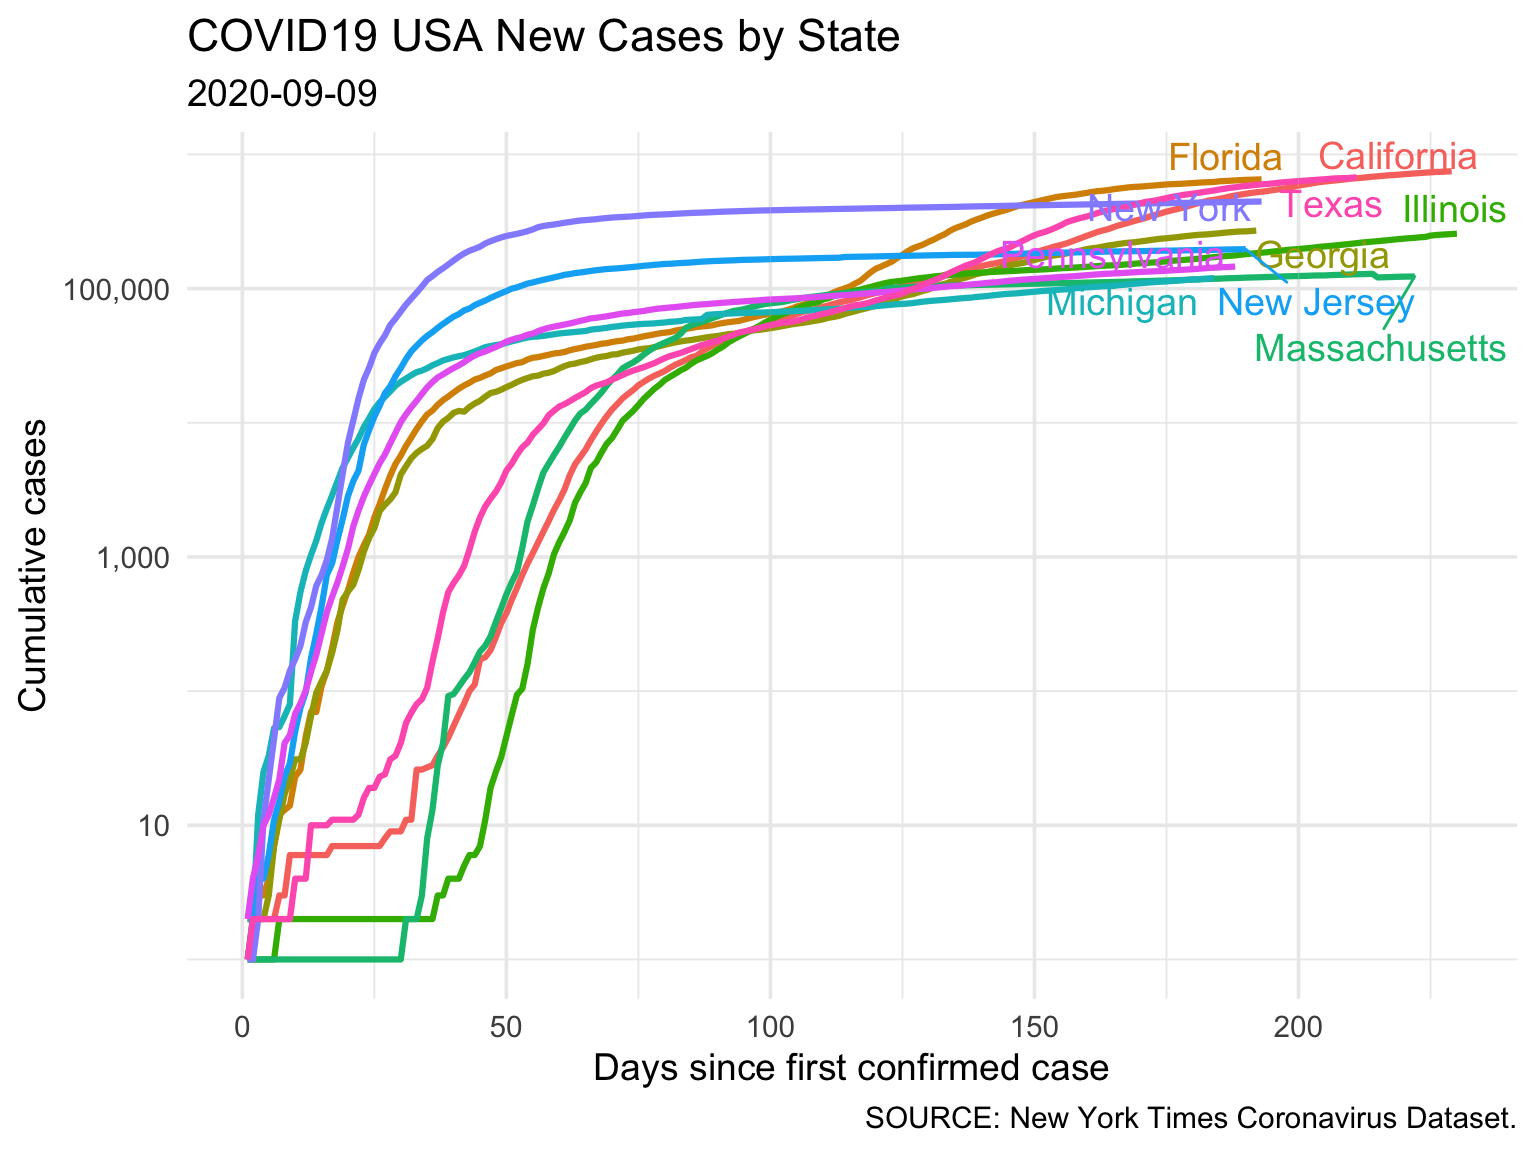 COVID19 USA New Cases by State
2020-09-09
Florida
California
New York
Texas
Illinois
Pennsylvania
Georgia
Michigan
New Jersey
Massachusetts
100,000
1,000
10
Cumulative cases
0
50
100
150
200
Days since first confirmed case
SOURCE: New York Times Coronavirus Dataset.